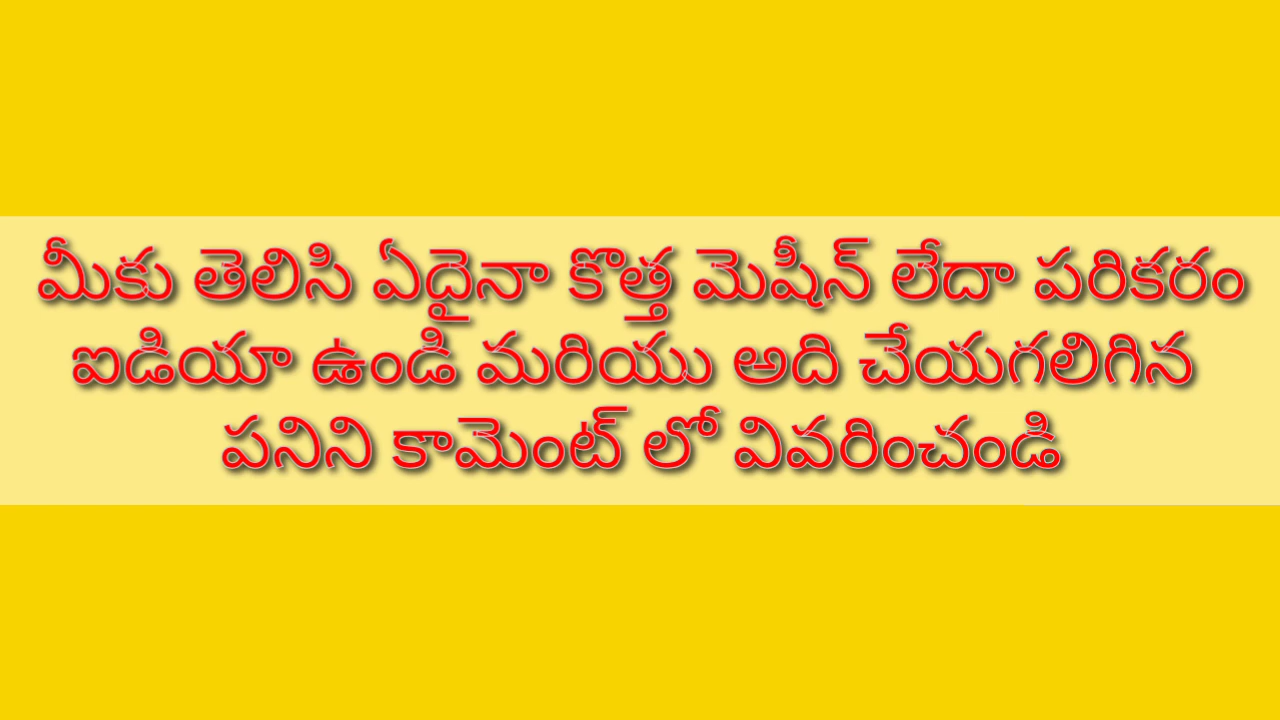 మీకు తెలిసి ఏదైనా కొత్త మెషీన్ లేదా పరికరం
ఐడియా ఉండి మరియు అది చేయగలిగిన
పనిని కామెంట్ లో వివరించండి